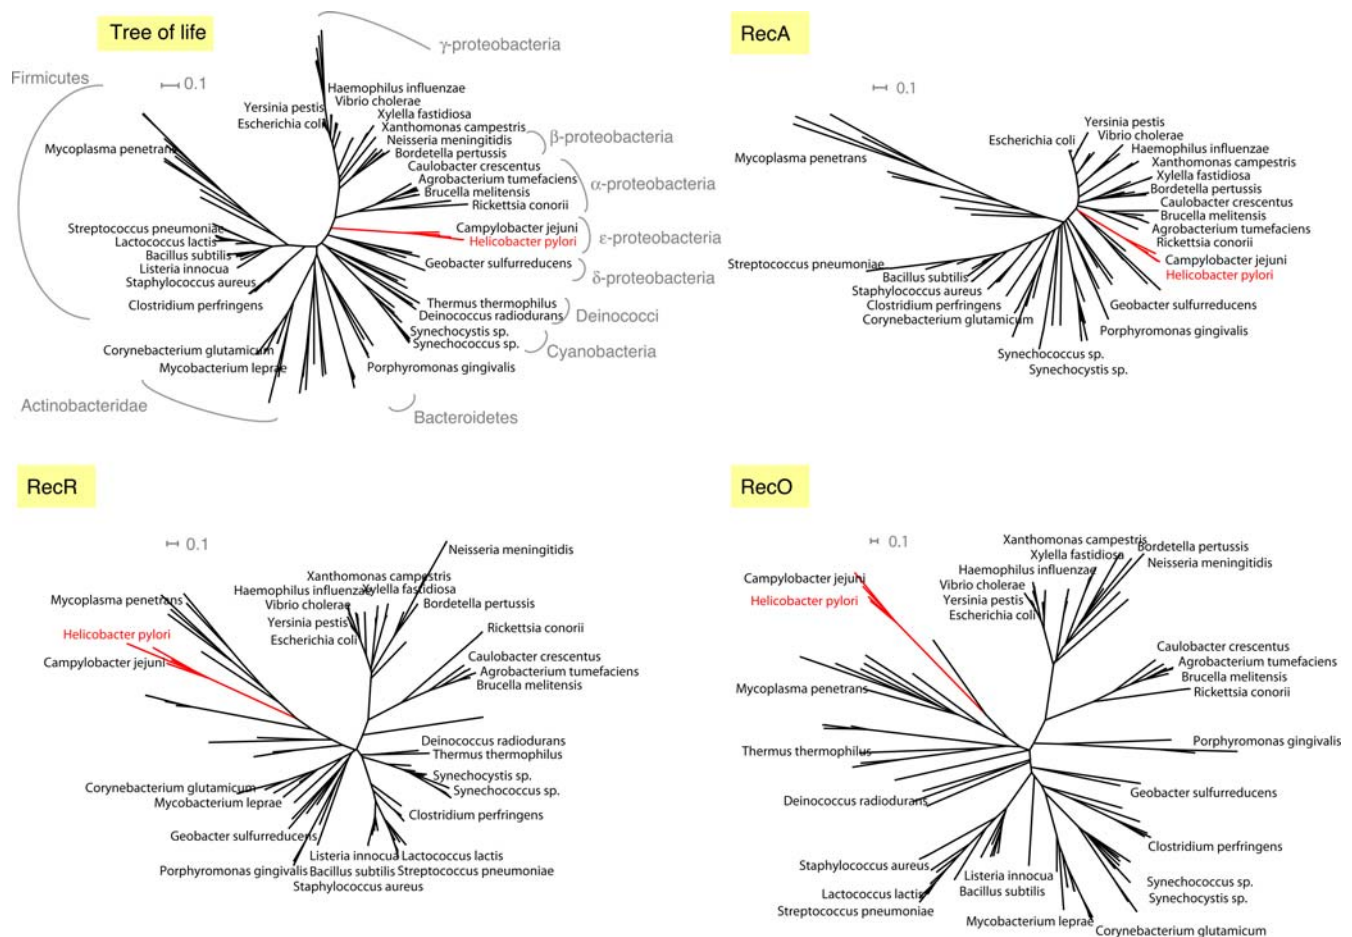 Tree of life
γ-proteobacteria
Firmicutes
0.1
Haemophilus influenzae
Vibrio cholerae
Yersinia pestis
Xylella fastidiosa
Escherichia coli
Xanthomonas campestris
Neisseria meningitidis
β-proteobacteria
Mycoplasma penetrans
Bordetella pertussis
Caulobacter crescentus
Agrobacterium tumefaciens
α-proteobacteria
Brucella melitensis
Rickettsia conorii
Streptococcus pneumoniae
Campylobacter jejuni
Lactococcus lactis
Helicobacter pylori
ε-proteobacteria
Bacillus subtilis
Listeria innocua
Geobacter sulfurreducens
Staphylococcus aureus
δ-proteobacteria
Clostridium perfringens
Thermus thermophilus
Deinococcus radiodurans
Deinococci
Synechocystis sp.
Synechococcus sp.
Corynebacterium glutamicum
Cyanobacteria
Mycobacterium leprae
Porphyromonas gingivalis
Actinobacteridae
Bacteroidetes
RecA
0.1
Yersinia pestis
Escherichia coli
Vibrio cholerae
Haemophilus influenzae
Mycoplasma penetrans
Xanthomonas campestris
Xylella fastidiosa
Bordetella pertussis
Caulobacter crescentus
Brucella melitensis
Agrobacterium tumefaciens
Rickettsia conorii
Streptococcus pneumoniae
Campylobacter jejuni
Bacillus subtilis
Helicobacter pylori
Staphylococcus aureus
Clostridium perfringens
Geobacter sulfurreducens
Corynebacterium glutamicum
Porphyromonas gingivalis
Synechococcus sp.
Synechocystis sp.
RecR
0.1
Neisseria meningitidis
Xanthomonas campestris
Haemophilus influenzae
Xylella fastidiosa
Mycoplasma penetrans
Vibrio cholerae
Bordetella pertussis
Yersinia pestis
Rickettsia conorii
Helicobacter pylori
Escherichia coli
Campylobacter jejuni
Caulobacter crescentus
Agrobacterium tumefaciens
Brucella melitensis
Deinococcus radiodurans
Thermus thermophilus
Synechocystis sp.
Corynebacterium glutamicum
Synechococcus sp.
Mycobacterium leprae
Clostridium perfringens
Geobacter sulfurreducens
Listeria innocua
Lactococcus lactis
Porphyromonas gingivalis
Bacillus subtilis
Streptococcus pneumoniae
Staphylococcus aureus
RecO
0.1
Xanthomonas campestris
Bordetella pertussis
Xylella fastidiosa
Neisseria meningitidis
Haemophilus influenzae
Campylobacter jejuni
Vibrio cholerae
Helicobacter pylori
Yersinia pestis
Escherichia coli
Caulobacter crescentus
Agrobacterium tumefaciens
Brucella melitensis
Mycoplasma penetrans
Rickettsia conorii
Porphyromonas gingivalis
Thermus thermophilus
Geobacter sulfurreducens
Deinococcus radiodurans
Clostridium perfringens
Staphylococcus aureus
Listeria innocua
Synechococcus sp.
Lactococcus lactis
Bacillus subtilis
Synechocystis sp.
Streptococcus pneumoniae
Mycobacterium leprae
Corynebacterium glutamicum